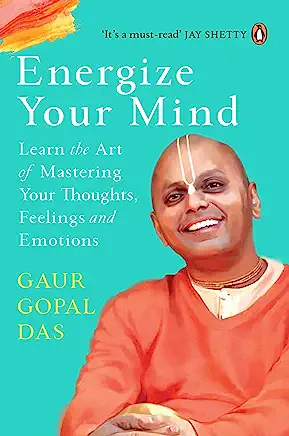 'It's a must-read' JAY SHETTY
Energize
Your Mind
Learn the Art
of Mastering
Your Thoughts,
Feelings and
Emotions
GAUR
GOPAL
DAS